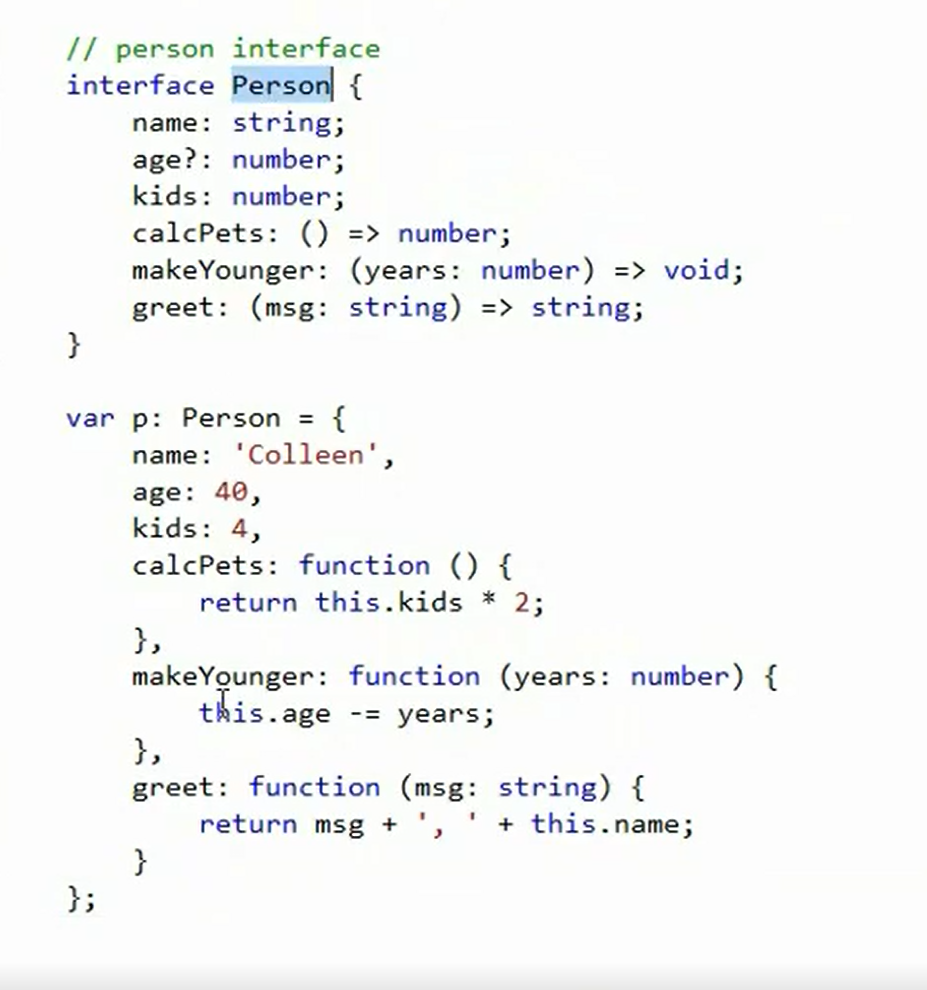 // person interface
interface Person {
    name: string;
    age?: number;
    kids: number;
    calcPets: () => number;
    makeYounger: (years: number) => void;
    greet: (msg: string) => string;
}

var p: Person = {
    name: 'Colleen',
    age: 40,
    kids: 4,
    calcPets: function () {
        return this.kids * 2;
    },
    makeYounger: function (years: number) {
        this.age -= years;
    },
    greet: function (msg: string) {
        return msg + ', ' + this.name;
    }
};